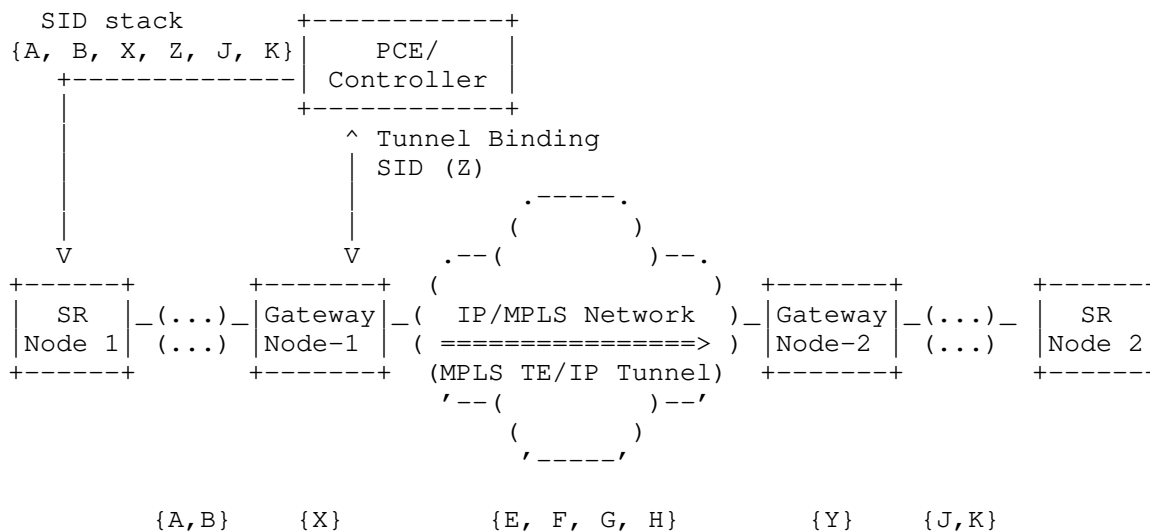 SID stack
{A, B, X, Z, J, K}
PCE/
Controller
^ Tunnel Binding
SID (Z)
V
V
SR
Node 1
(...)
(...)
Gateway
Node-1
IP/MPLS Network
================>
(MPLS TE/IP Tunnel)
Gateway
Node-2
(...)
(...)
SR
Node 2
{A,B} {X} {E, F, G, H} {Y} {J,K}